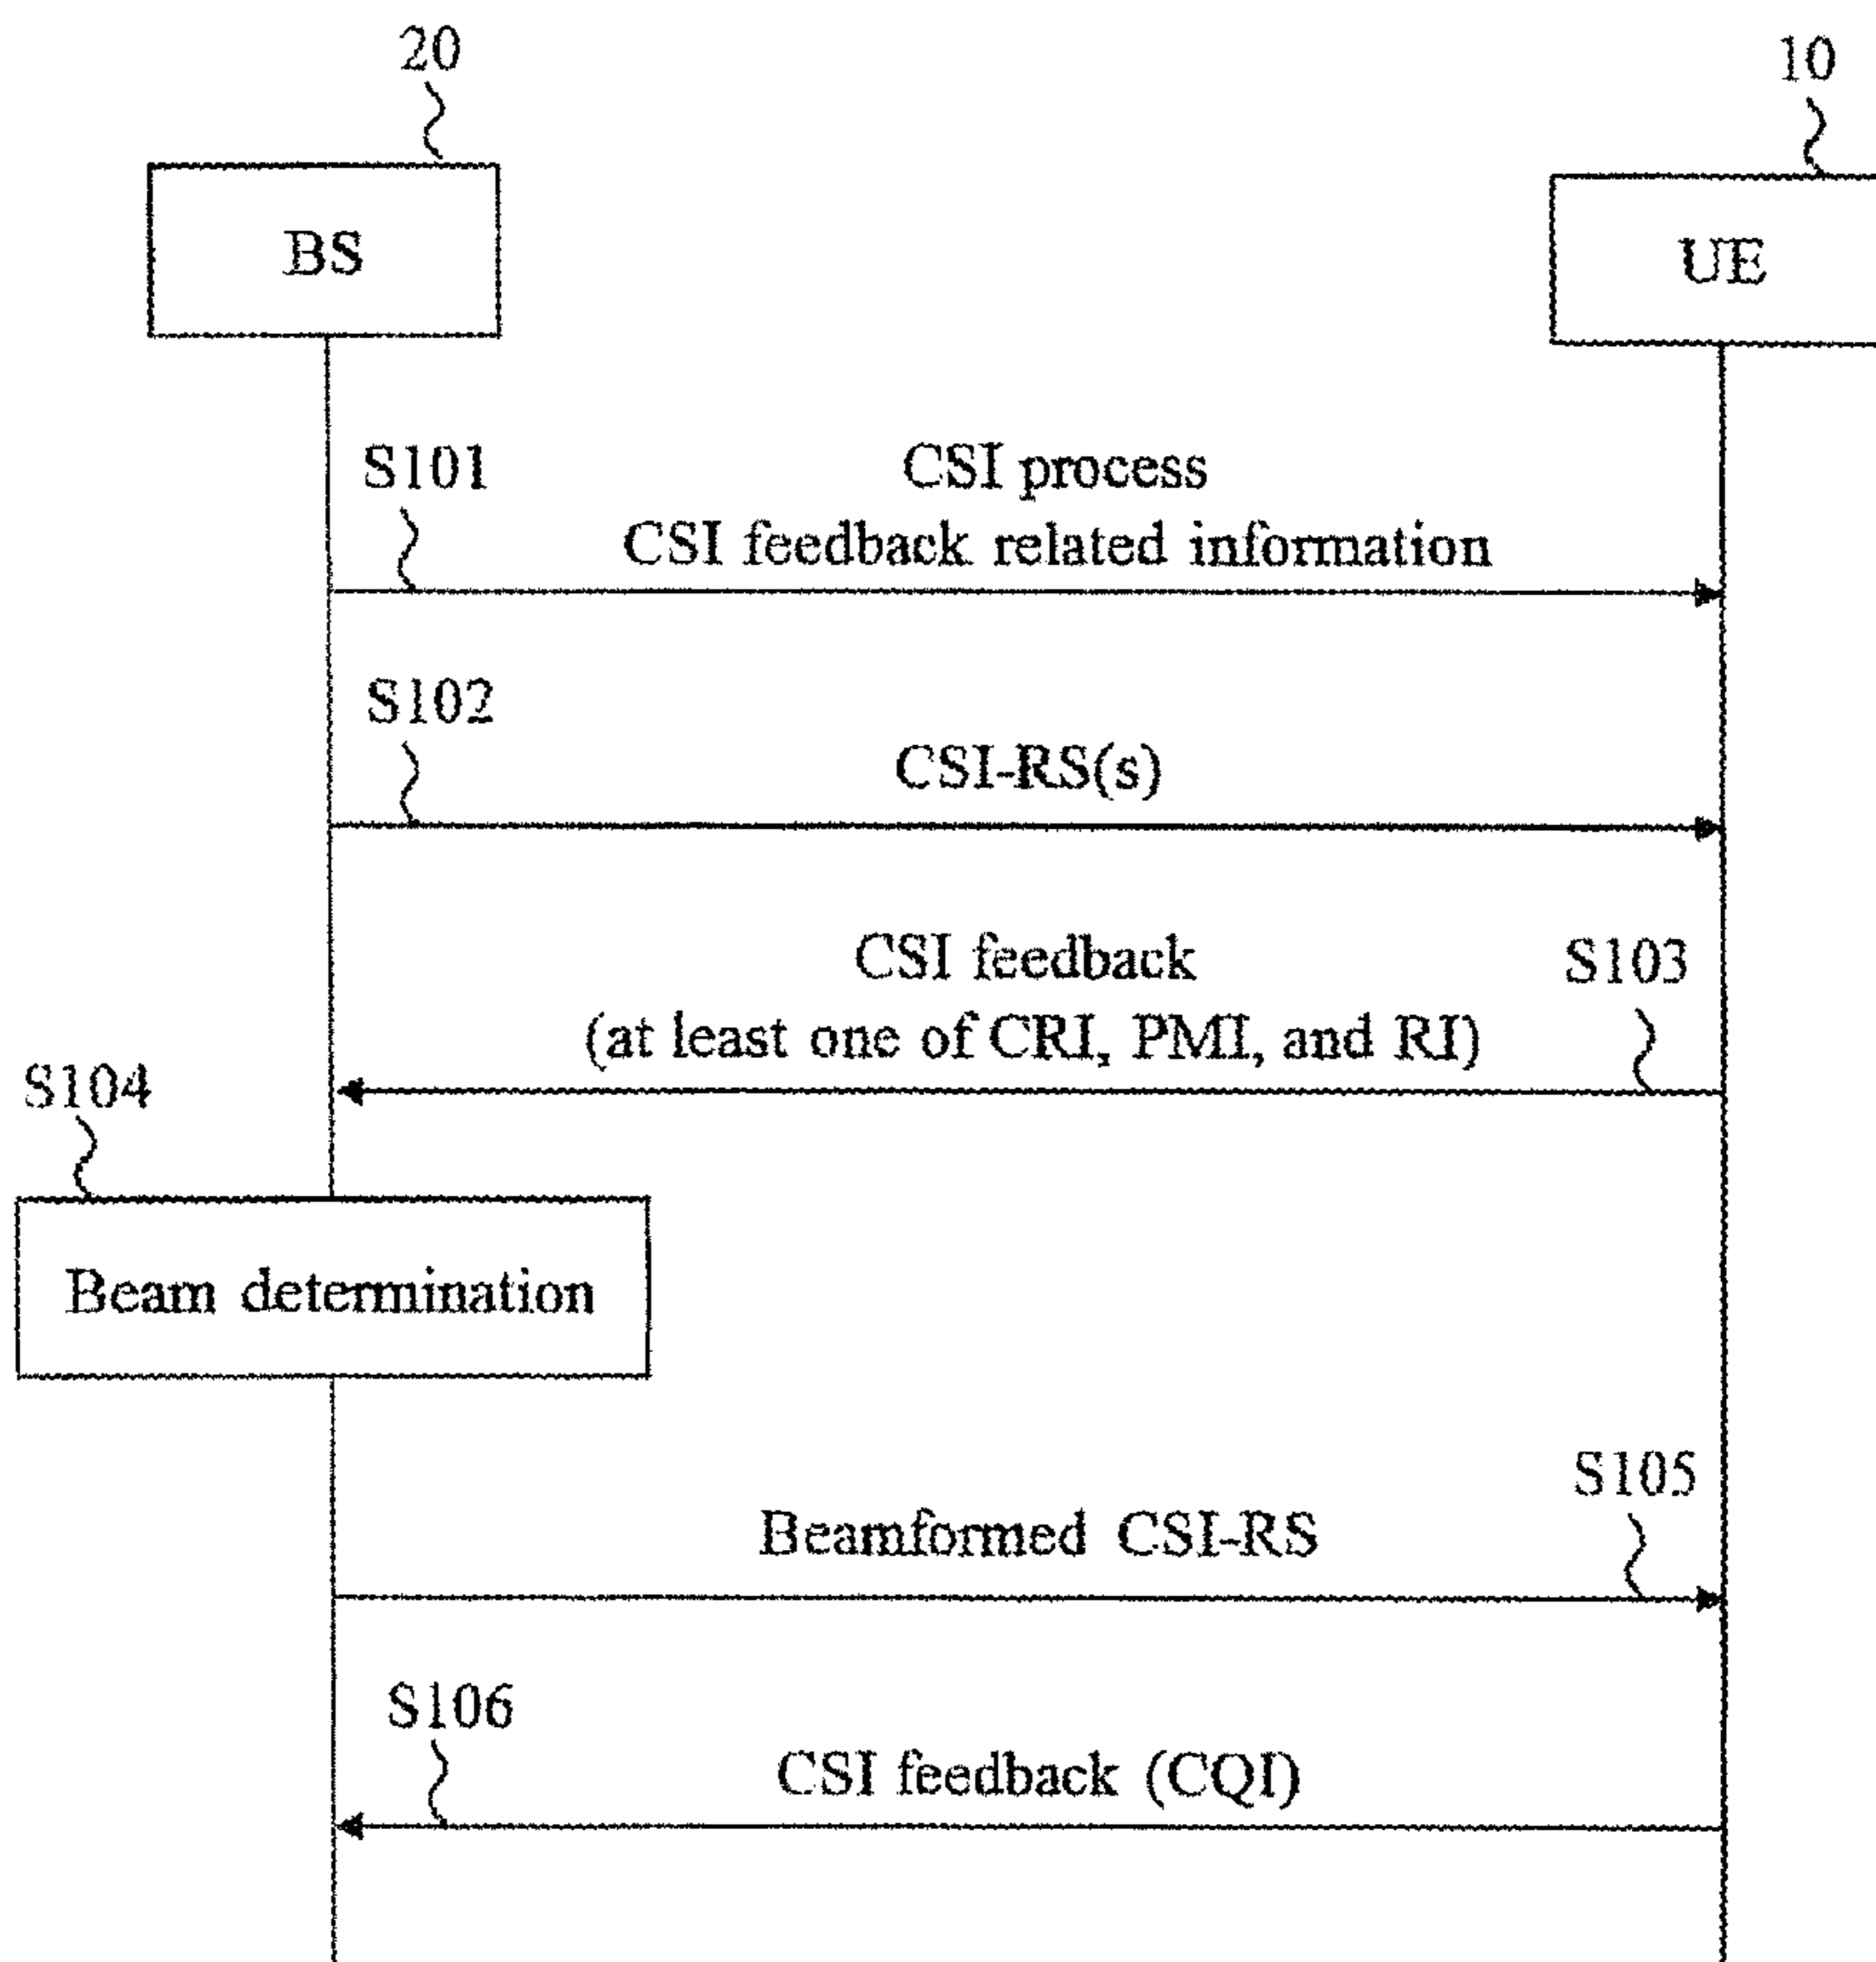 20
10
BS
UE
S101
CSI process
CSI feedback related information
S102
CSI-RS(s)
CSI feedback
S103
(at least one of CRI, PMI, and RI)
S104
Beam determination
S105
Beamformed CSI-RS
S106
CSI feedback (CQI)